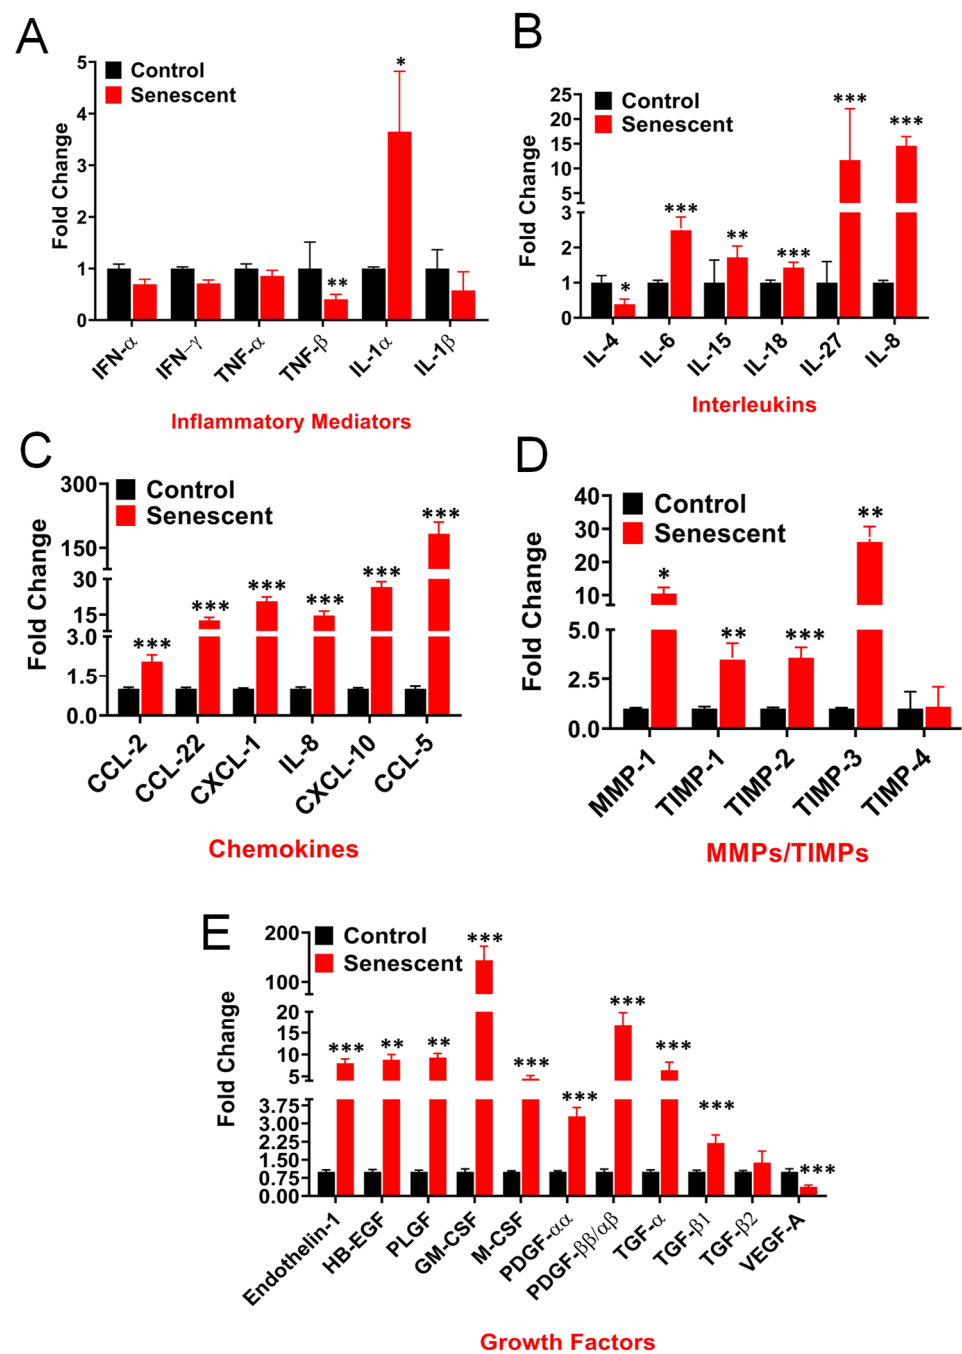 A
Fold Change
5
4
3
2
1
0
Control
Senescent
**
*
IFN-α
IFN-γ
TNF-α
TNF-β
IL-1α
IL-1β
Inflammatory Mediators
B
Fold Change
25
20
15
10
5
3
2
1
0
Control
Senescent
*
***
**
***
***
***
IL-4
IL-6
IL-15
IL-18
IL-27
IL-8
Interleukins
C
Fold Change
300
150
30
15
3.0
1.5
0.0
Control
Senescent
***
***
***
***
***
***
CCL-2
CCL-22
CXCL-1
IL-8
CXCL-10
CCL-5
Chemokines
D
Fold Change
40
30
20
10
5.0
2.5
0.0
Control
Senescent
*
**
***
**
MMP-1
TIMP-1
TIMP-2
TIMP-3
TIMP-4
MMPs/TIMPs
E
Fold Change
200
100
20
15
10
5
3.75
3.00
2.25
1.50
0.75
0.00
Control
Senescent
***
**
**
***
***
***
***
***
***
***
Endothelin-1
HB-EGF
PLGF
GM-CSF
M-CSF
PDGF-αα
PDGF-ββ/αβ
TGF-α
TGF-β1
TGF-β2
VEGF-A
Growth Factors